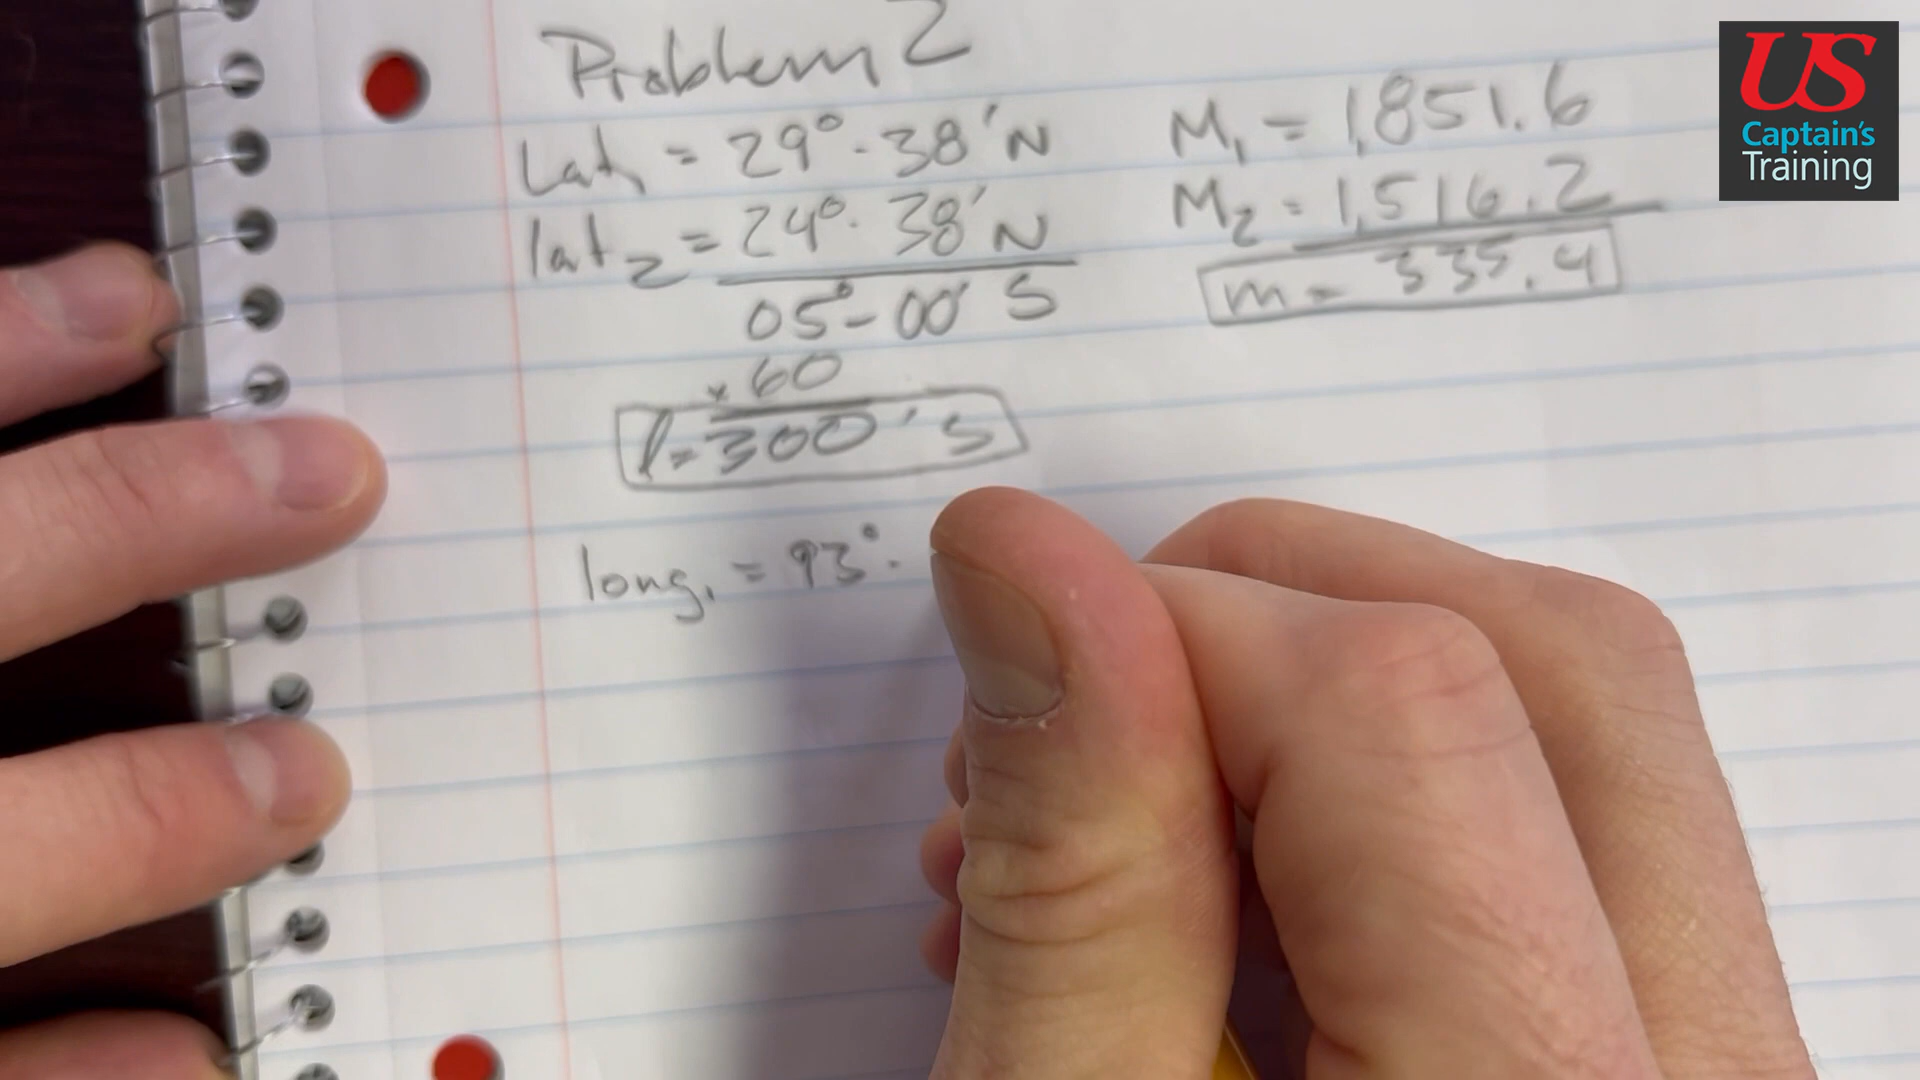 Problem 2
Lat₁ = 29°-38'N
lat₂ = 24°-38'N
05°-00' S
x 60
l = 300' S
long₁ = 93°-
M₁ = 1,851.6
M₂ = 1,516.2
m = 335.4
US
Captain's
Training